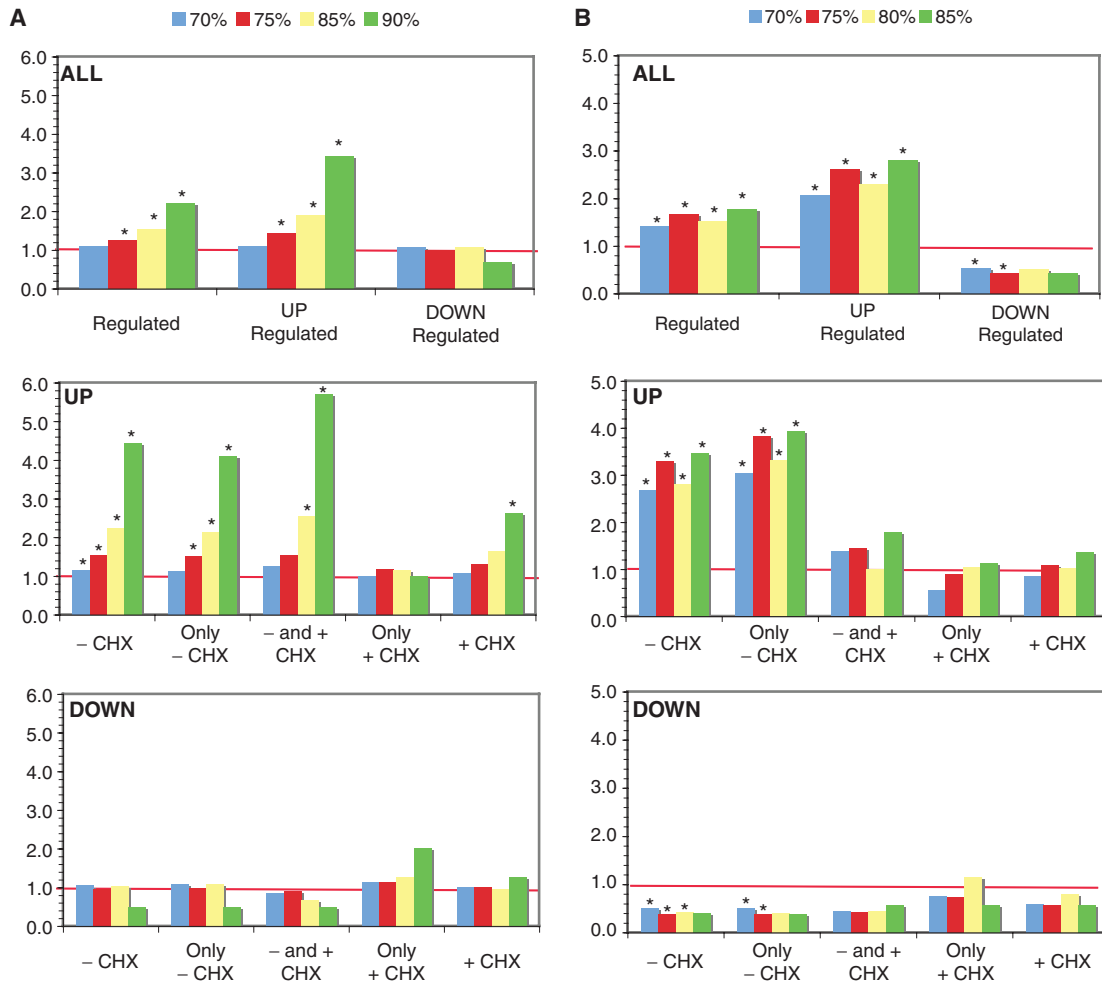 A
70% 75% 85% 90%
6.0
5.0
4.0
3.0
2.0
1.0
0.0
ALL
*
*
*
*
*
*
Regulated
UP
Regulated
DOWN
Regulated
6.0
5.0
4.0
3.0
2.0
1.0
0.0
UP
*
*
*
*
*
*
*
*
*
*
– CHX
Only
– CHX
– and +
CHX
Only
+ CHX
+ CHX
6.0
5.0
4.0
3.0
2.0
1.0
0.0
DOWN
– CHX
Only
– CHX
– and +
CHX
Only
+ CHX
+ CHX
B
70% 75% 80% 85%
5.0
4.0
3.0
2.0
1.0
0.0
ALL
*
*
*
*
*
*
*
*
*
*
Regulated
UP
Regulated
DOWN
Regulated
5.0
4.0
3.0
2.0
1.0
0.0
UP
*
*
*
*
*
*
*
*
– CHX
Only
– CHX
– and +
CHX
Only
+ CHX
+ CHX
5.0
4.0
3.0
2.0
1.0
0.0
DOWN
*
*
*
*
*
– CHX
Only
– CHX
– and +
CHX
Only
+ CHX
+ CHX